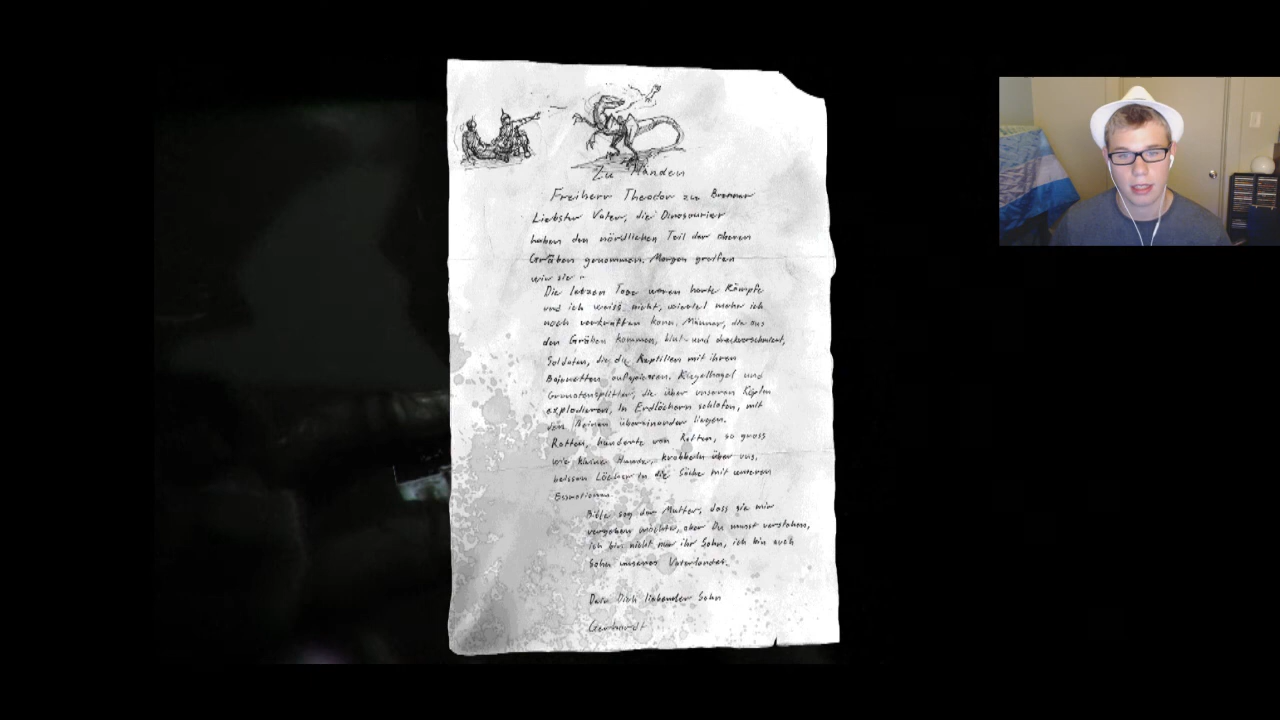 Zu Händen
Freiherr Theodor zu Brenner
Liebster Vater, die Dinosaurier
haben den nördlichen Teil der oberen
Gräben genommen. Morgen greifen
wir sie
Die letzen Tage waren harte Kämpfe
und ich weiss nicht, wieviel mehr ich
noch verkraften kann. Männer, die aus
den Gräben kommen, blut- und dreckverschmiert,
Soldaten, die die Reptilien mit ihren
Bajonetten aufspiessen. Kugelhagel und
Granatensplitter, die über unseren Köpfen
explodieren, In Erdlöchern schlafen, mit
den Beinen übereinander liegen.
Ratten, hunderte von Ratten, so gross
wie kleine Hunde, krabbeln über uns,
beissen Löcher in die Säcke mit unseren
Essrationen.
Bitte sag der Mutter, dass sie mir
vergeben möchte, aber Du musst verstehen,
ich bin nicht nur ihr Sohn, ich bin auch
Sohn unseres Vaterlandes.
Dein Dich liebender Sohn
Gerhardt